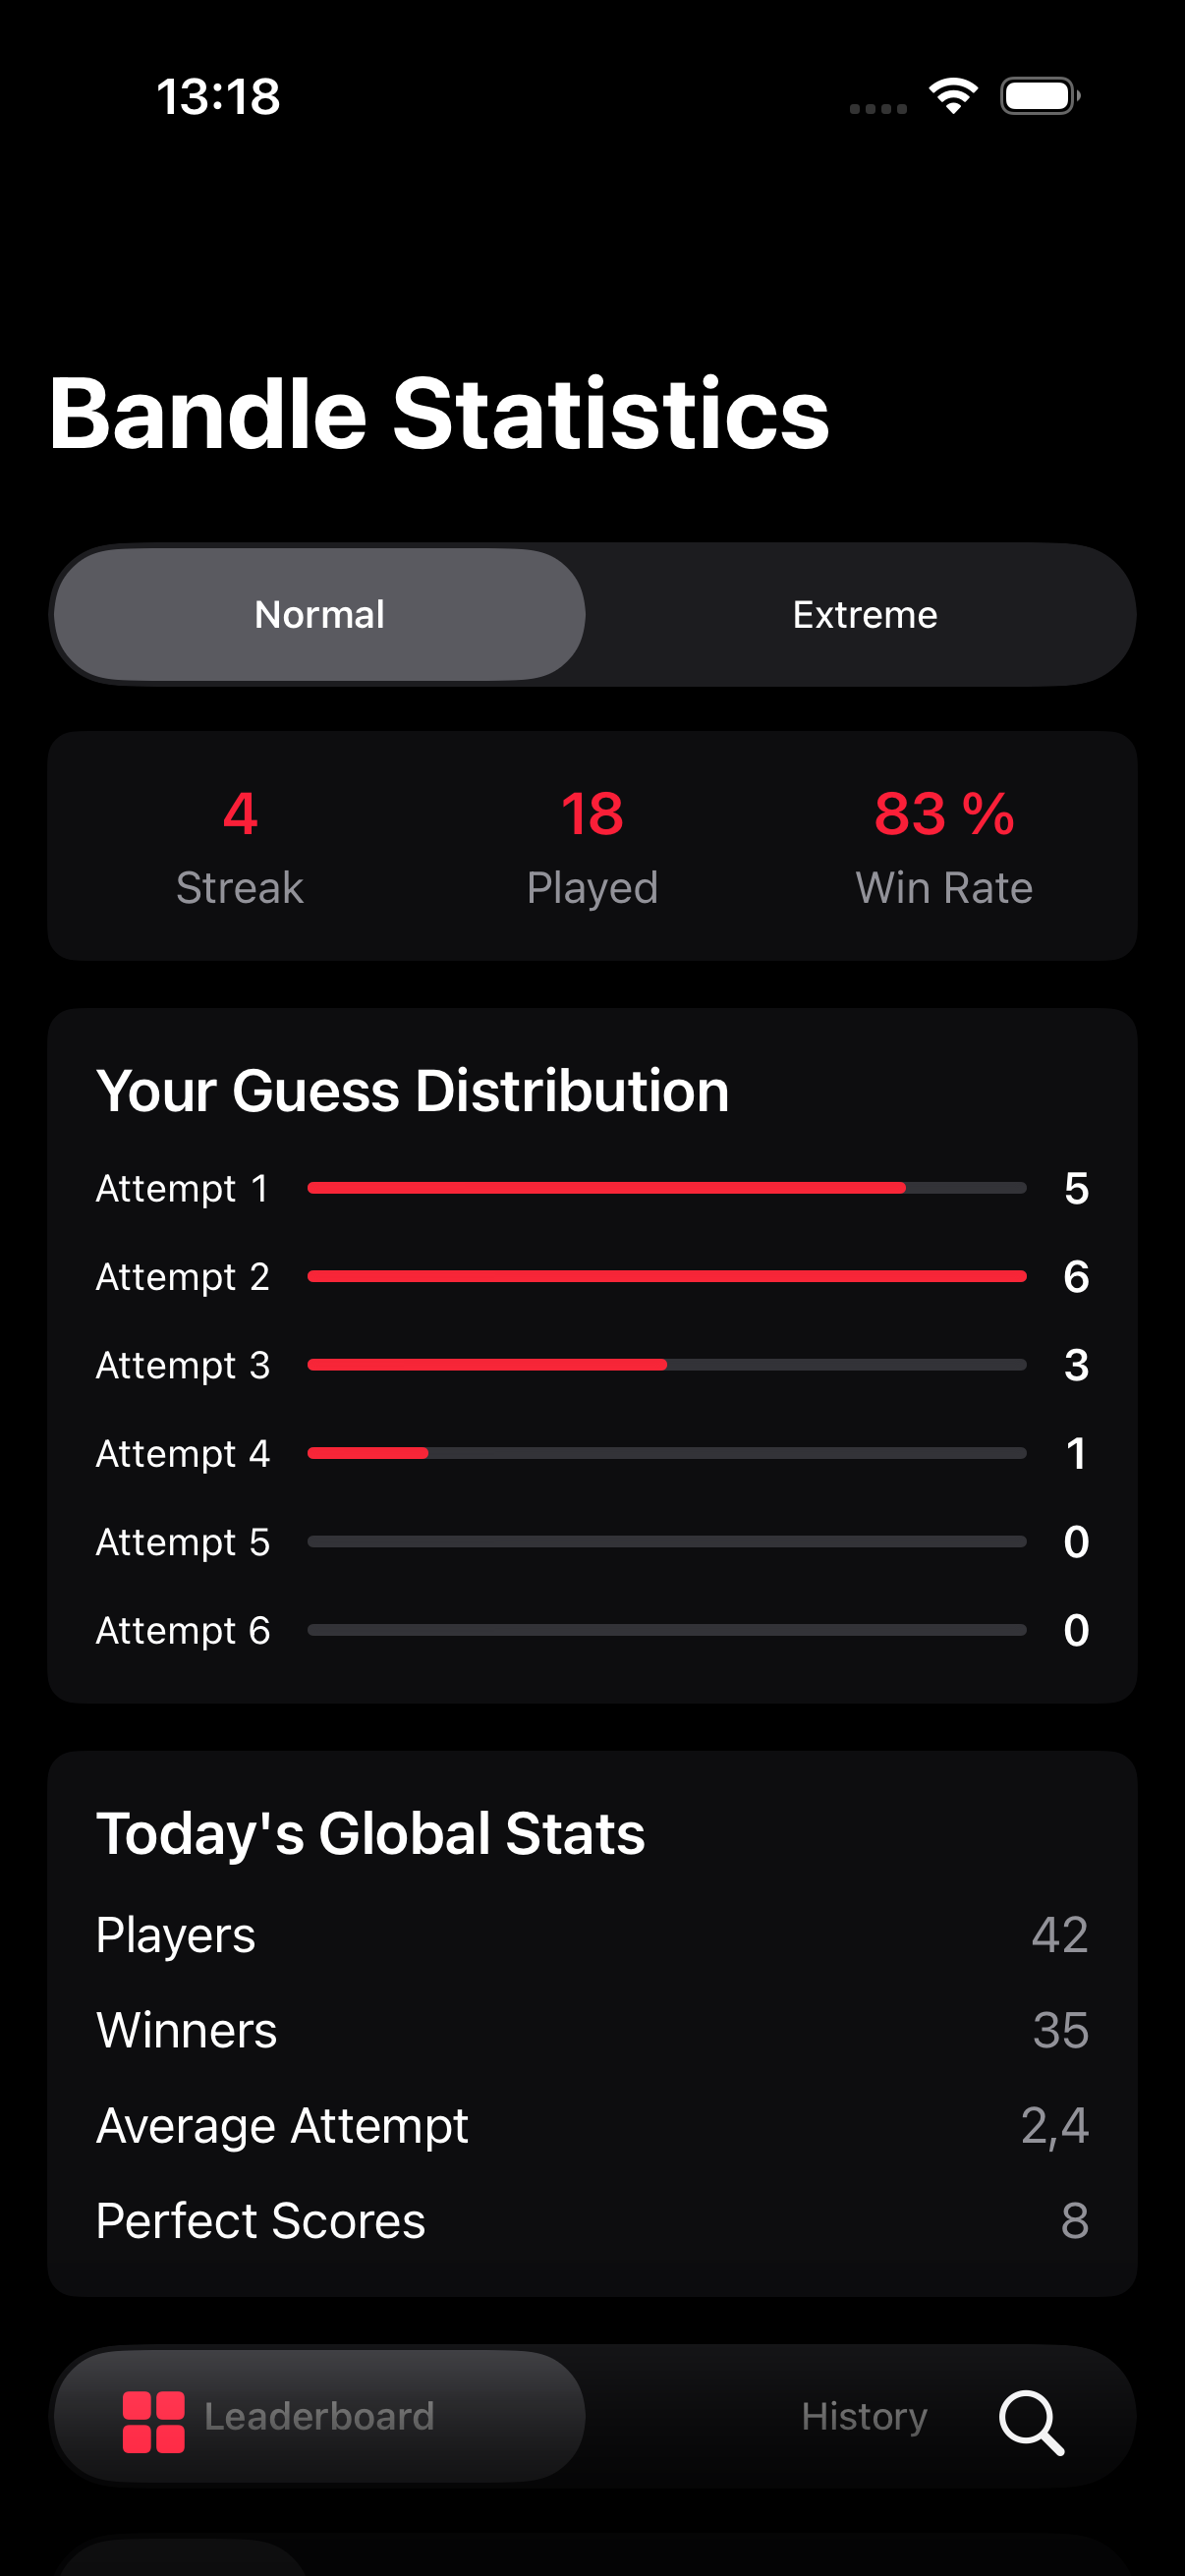 13:18
Bandle Statistics
Normal Extreme
4 18 83 %
Streak Played Win Rate
Your Guess Distribution
Attempt 1 5
Attempt 2 6
Attempt 3 3
Attempt 4 1
Attempt 5 0
Attempt 6 0
Today's Global Stats
Players 42
Winners 35
Average Attempt 2,4
Perfect Scores 8
Leaderboard History